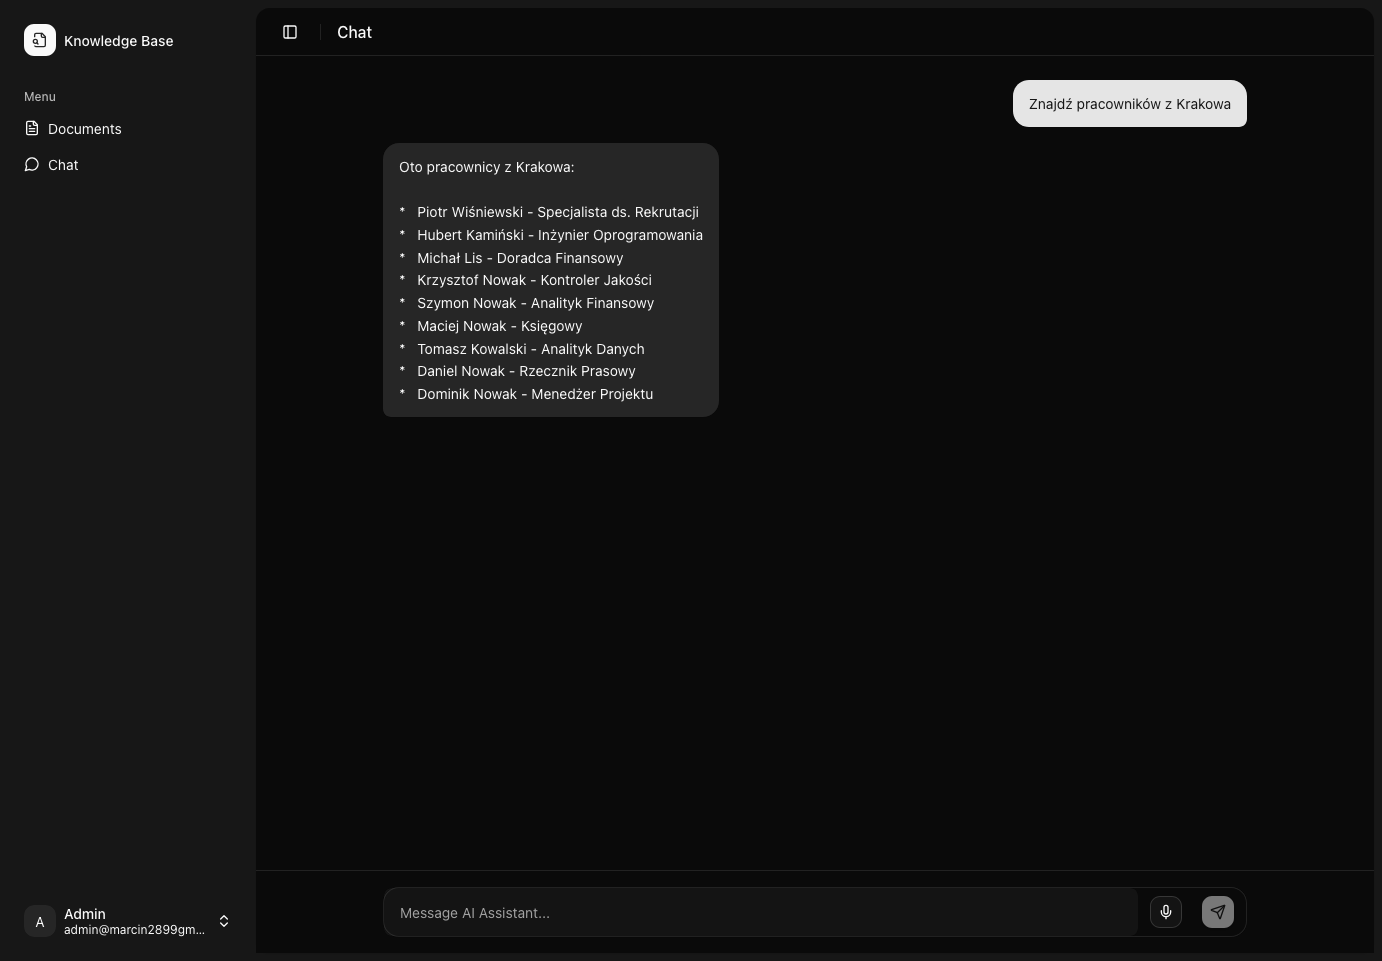 Knowledge Base
Menu
Documents
Chat
A
Admin
admin@marcin2899gm...
Chat
Znajdź pracowników z Krakowa
Oto pracownicy z Krakowa:
* Piotr Wiśniewski - Specjalista ds. Rekrutacji
* Hubert Kamiński - Inżynier Oprogramowania
* Michał Lis - Doradca Finansowy
* Krzysztof Nowak - Kontroler Jakości
* Szymon Nowak - Analityk Finansowy
* Maciej Nowak - Księgowy
* Tomasz Kowalski - Analityk Danych
* Daniel Nowak - Rzecznik Prasowy
* Dominik Nowak - Menedżer Projektu
Message AI Assistant...